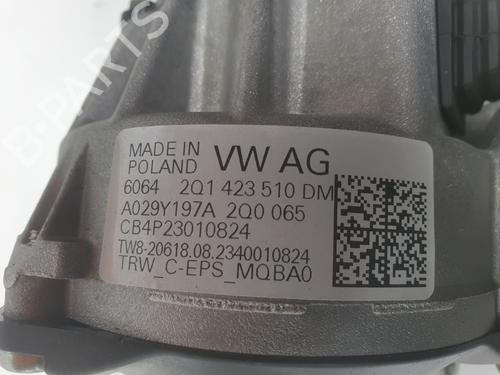 B-PARTS
MADE IN
POLAND VW AG
6064 2Q1 423 510 DM
A029Y197A 2Q0 065
CB4P23010824
TW8-20618.08.2340010824
TRW_C-EPS_MQBA0